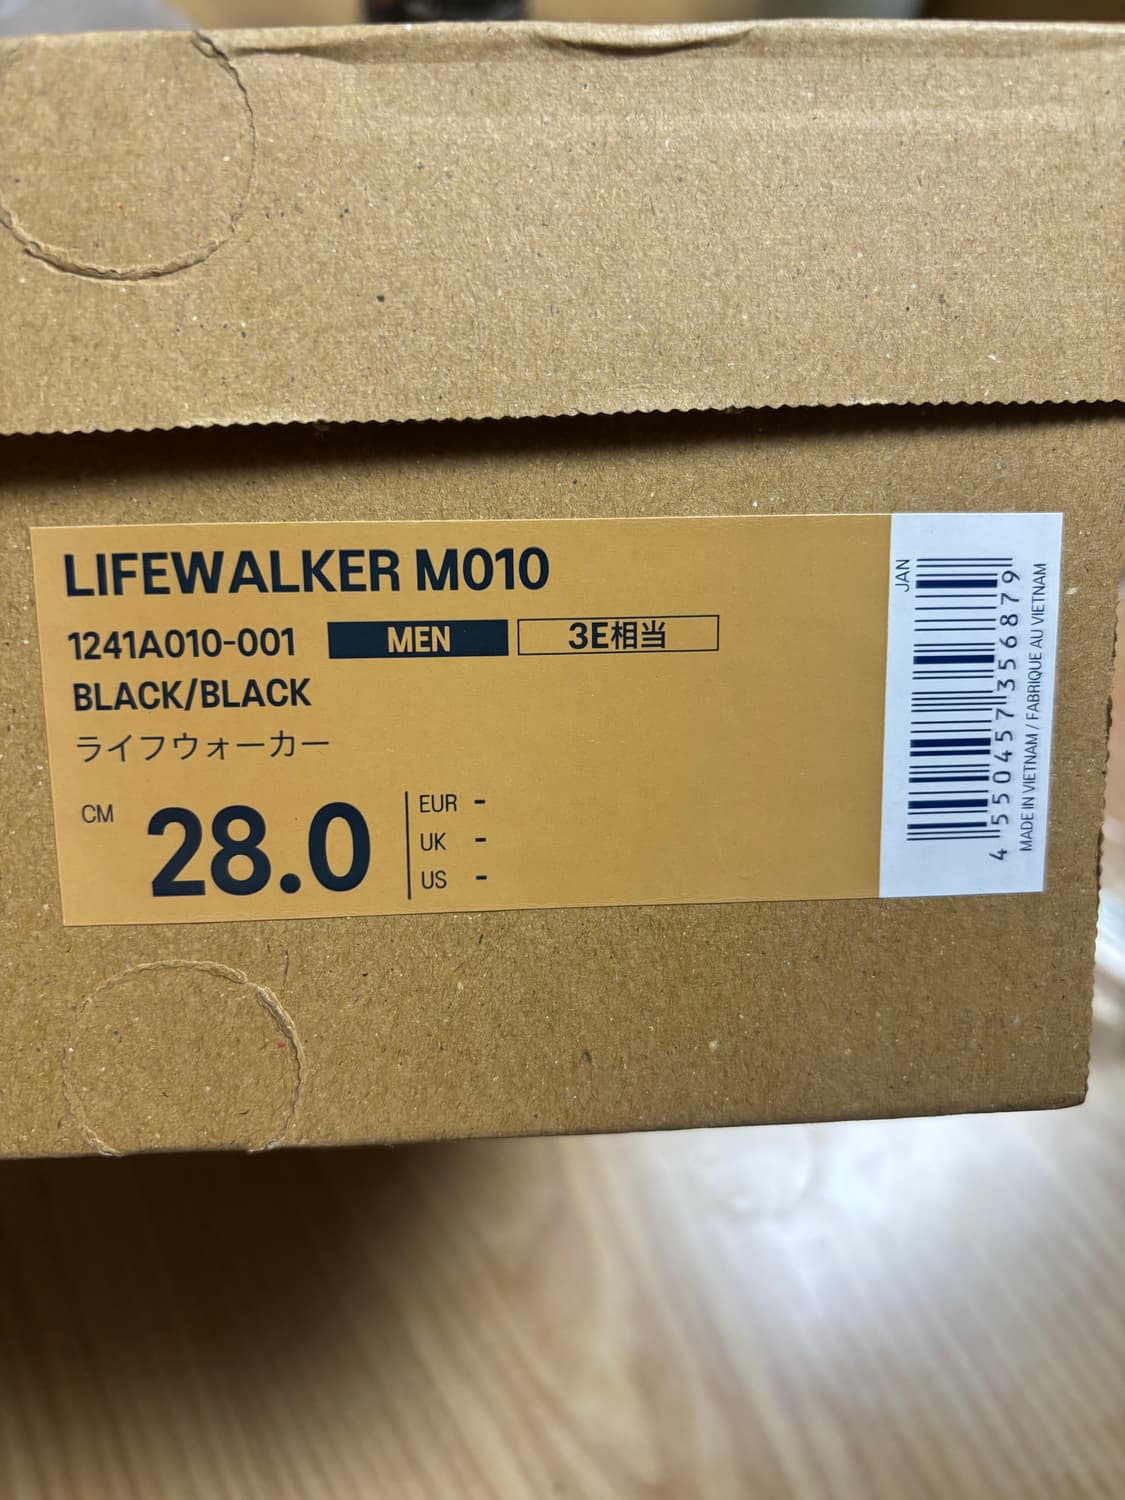 LIFEWALKER M010
1241A010-001 MEN 3E相当
BLACK/BLACK
ライフウォーカー
CM 28.0
EUR -
UK -
US -
JAN
4550457356879
MADE IN VIETNAM / FABRIQUE AU VIETNAM